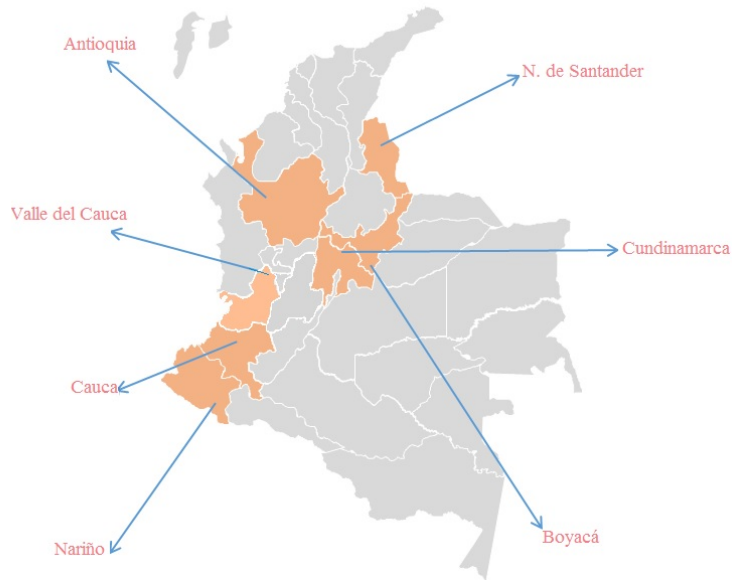 Antioquia
N. de Santander
Valle del Cauca
Cundinamarca
Cauca
Boyacá
Nariño